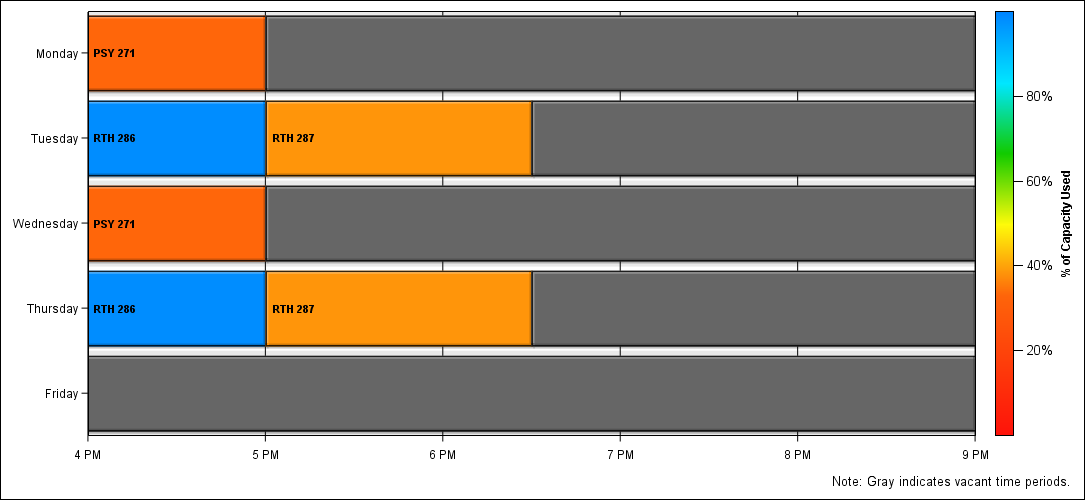 Monday
PSY 271
80%
Tuesday
RTH 286
RTH 287
60%
Wednesday
PSY 271
% of Capacity Used
40%
Thursday
RTH 286
RTH 287
20%
Friday
4 PM
5 PM
6 PM
7 PM
8 PM
9 PM
Note: Gray indicates vacant time periods.